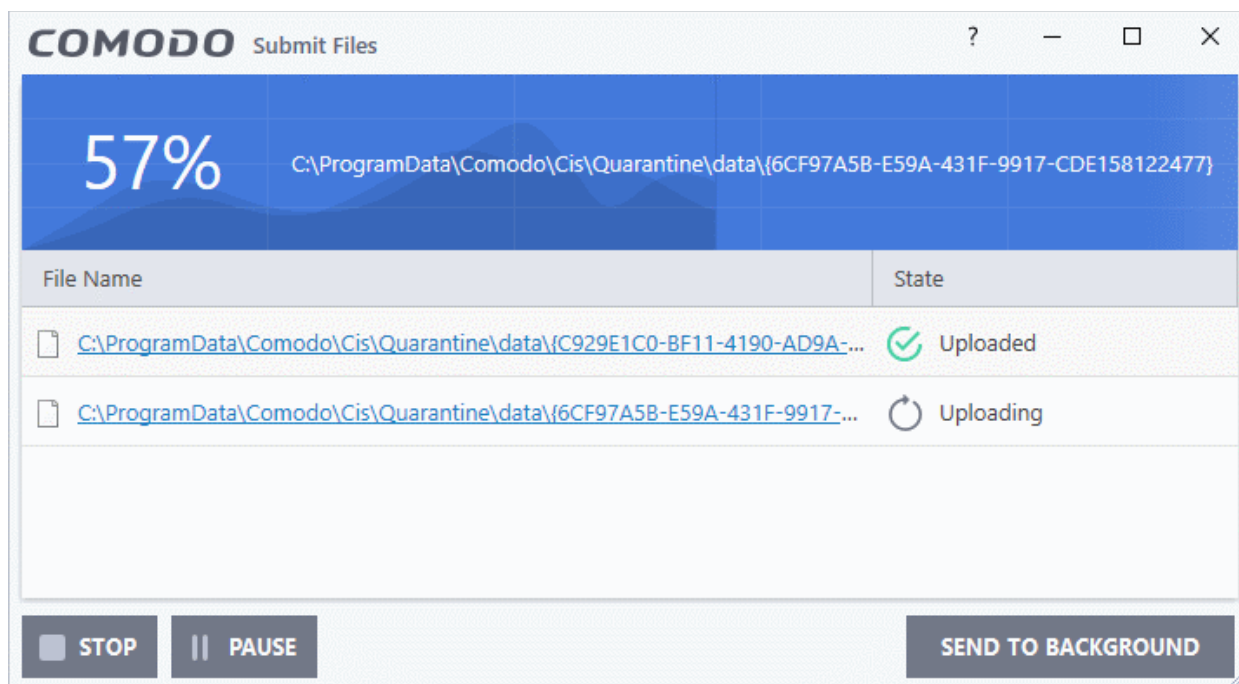 COMODO Submit Files ?
57% C:\ProgramData\Comodo\Cis\Quarantine\data\{6CF97A5B-E59A-431F-9917-CDE158122477}
File Name State
C:\ProgramData\Comodo\Cis\Quarantine\data\{C929E1C0-BF11-4190-AD9A-... Uploaded
C:\ProgramData\Comodo\Cis\Quarantine\data\{6CF97A5B-E59A-431F-9917-... Uploading
STOP PAUSE SEND TO BACKGROUND